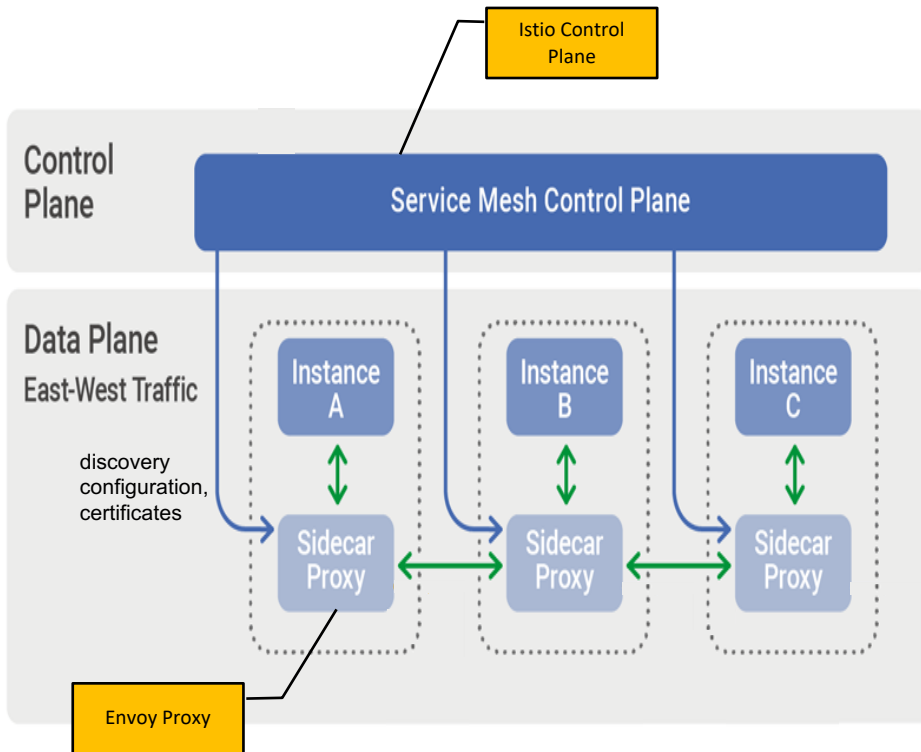 Istio Control
Plane
Control
Plane
Service Mesh Control Plane
Data Plane
East-West Traffic
Instance
A
Instance
B
Instance
C
discovery
configuration,
certificates
Sidecar
Proxy
Sidecar
Proxy
Sidecar
Proxy
Envoy Proxy